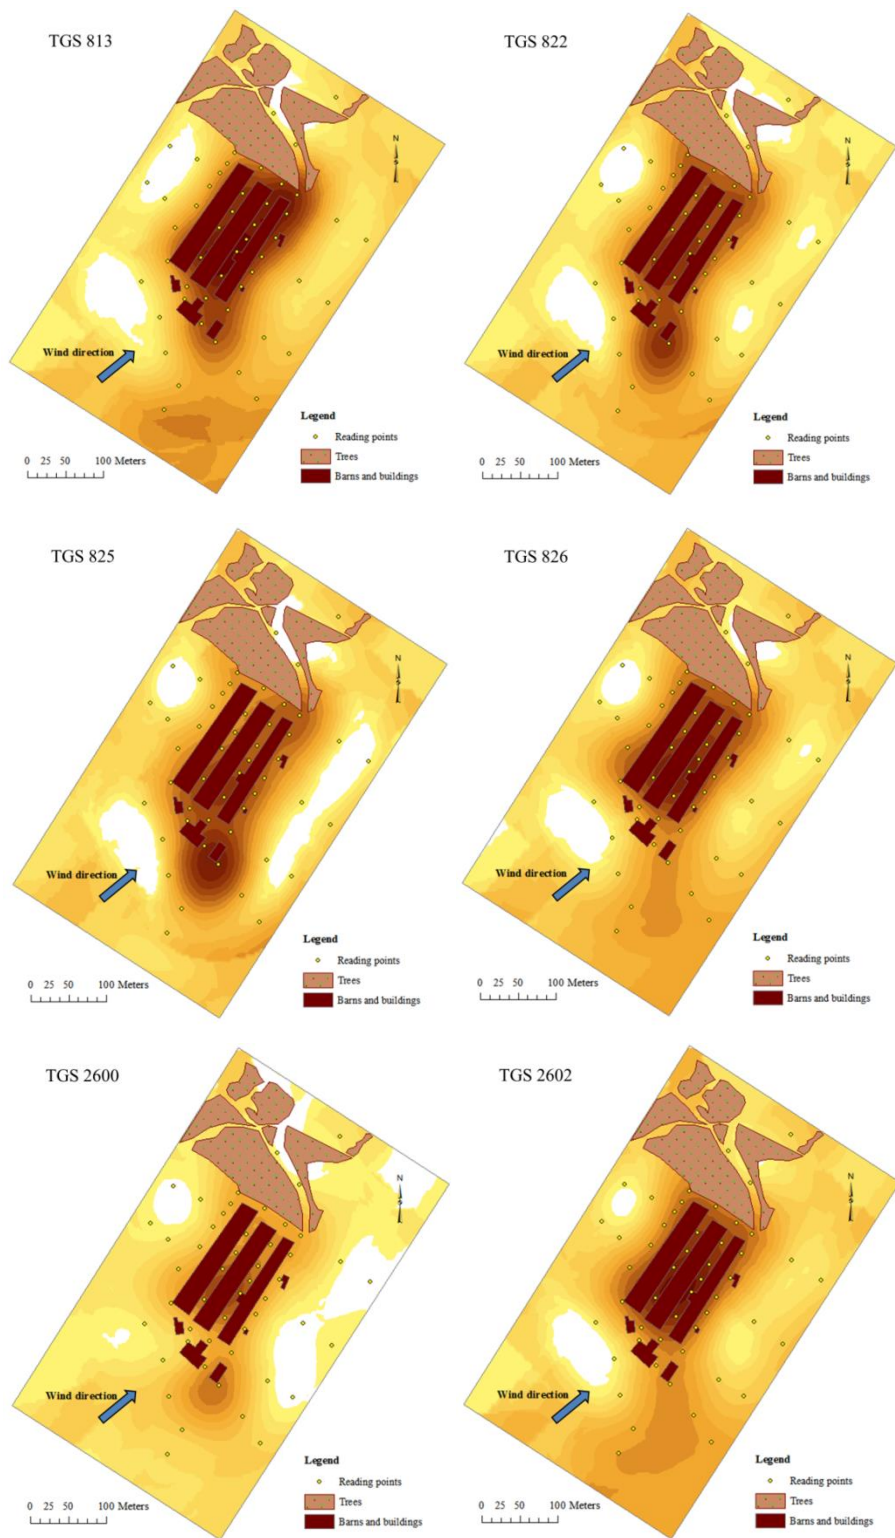 TGS 813
N
Wind direction
Legend
Reading points
Trees
Barns and buildings
0 25 50 100 Meters
TGS 822
N
Wind direction
Legend
Reading points
Trees
Barns and buildings
0 25 50 100 Meters
TGS 825
N
Wind direction
Legend
Reading points
Trees
Barns and buildings
0 25 50 100 Meters
TGS 826
N
Wind direction
Legend
Reading points
Trees
Barns and buildings
0 25 50 100 Meters
TGS 2600
N
Wind direction
Legend
Reading points
Trees
Barns and buildings
0 25 50 100 Meters
TGS 2602
N
Wind direction
Legend
Reading points
Trees
Barns and buildings
0 25 50 100 Meters